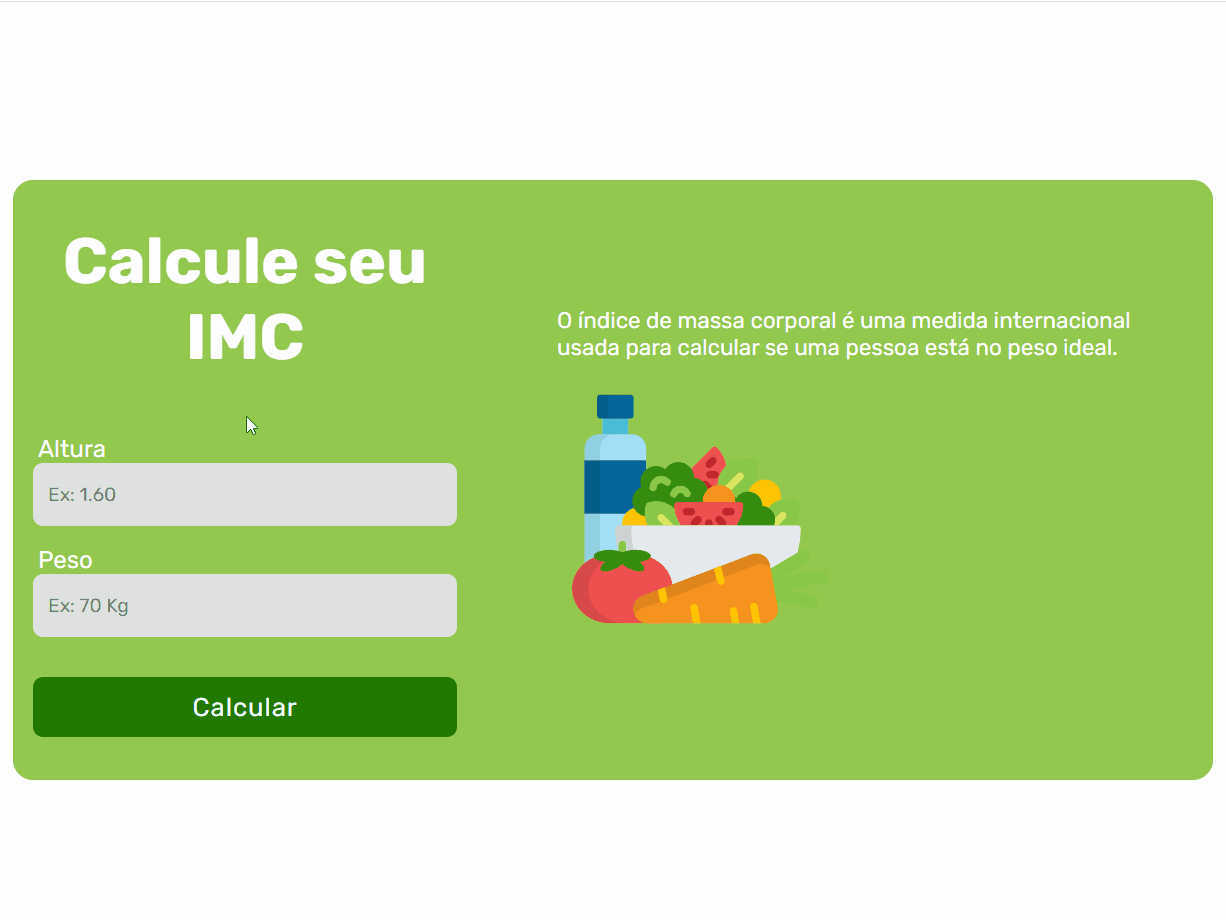 Calcule seu
IMC
Altura
Ex: 1.60
Peso
Ex: 70 Kg
Calcular
O índice de massa corporal é uma medida internacional
usada para calcular se uma pessoa está no peso ideal.